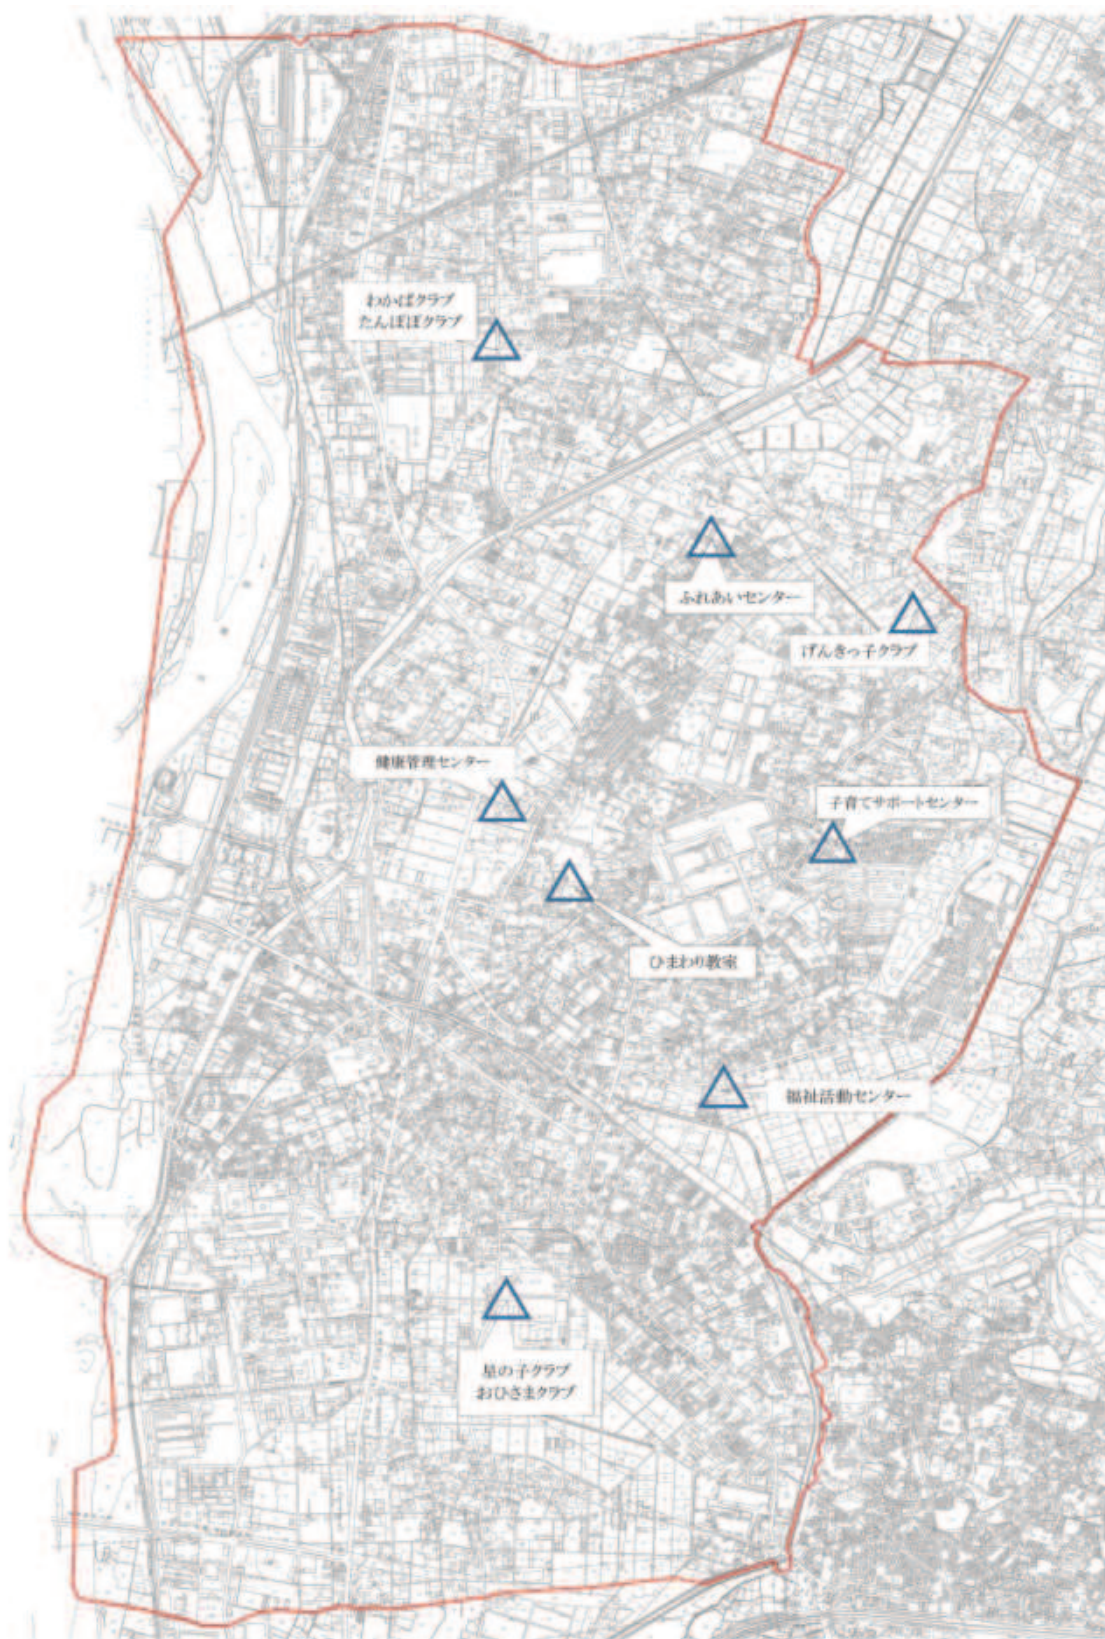 わかばクラブ
たんぽぽクラブ
ふれあいセンター
げんきっ子クラブ
健康管理センター
子育てサポートセンター
ひまわり教室
福祉活動センター
星の子クラブ
おひさまクラブ